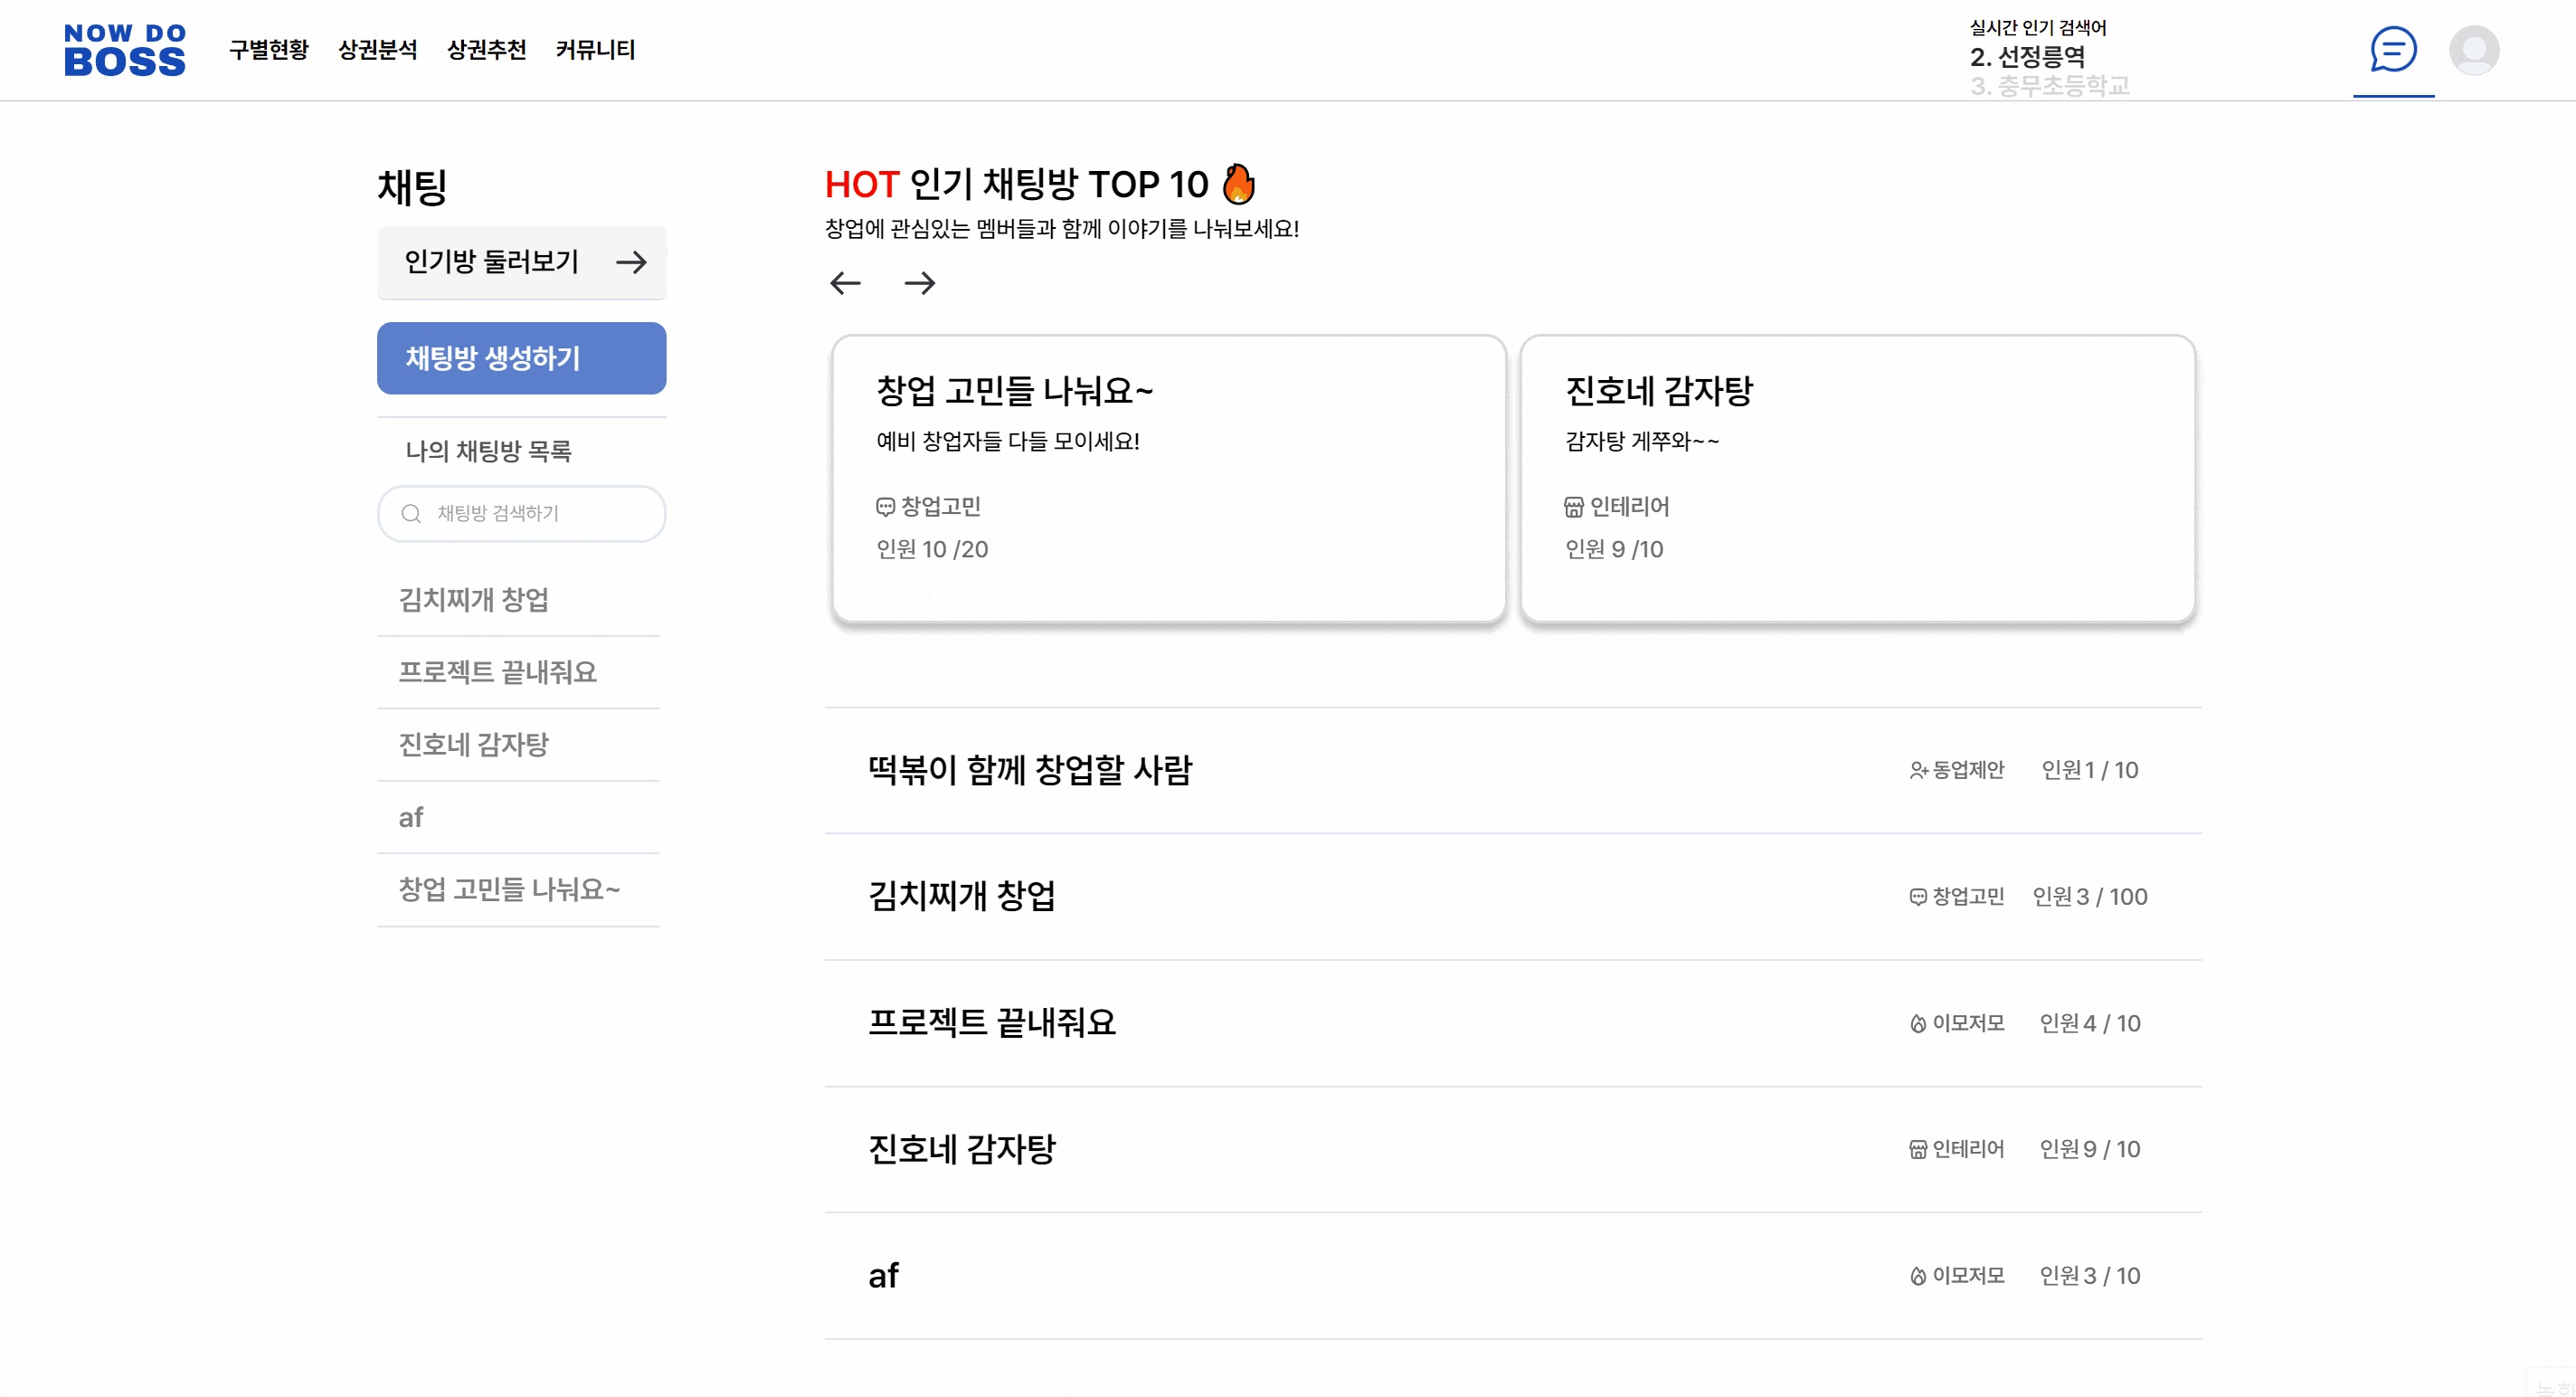 NOW DO
BOSS
구별현황 상권분석 상권추천 커뮤니티
실시간 인기 검색어
2. 선정릉역
3. 충무초등학교
채팅
인기방 둘러보기
채팅방 생성하기
나의 채팅방 목록
채팅방 검색하기
김치찌개 창업
프로젝트 끝내줘요
진호네 감자탕
af
창업 고민들 나눠요~
HOT 인기 채팅방 TOP 10
창업에 관심있는 멤버들과 함께 이야기를 나눠보세요!
창업 고민들 나눠요~
예비 창업자들 다들 모이세요!
창업고민
인원 10 /20
진호네 감자탕
감자탕 게쭈와~~
인테리어
인원 9 /10
떡볶이 함께 창업할 사람 동업제안 인원 1 / 10
김치찌개 창업 창업고민 인원 3 / 100
프로젝트 끝내줘요 이모저모 인원 4 / 10
진호네 감자탕 인테리어 인원 9 / 10
af 이모저모 인원 3 / 10